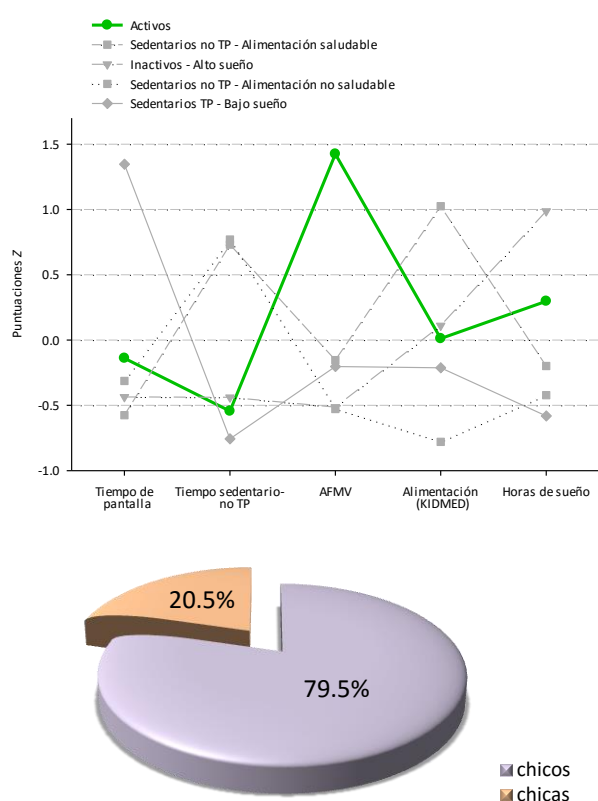 Activos
Sedentarios no TP - Alimentación saludable
Inactivos - Alto sueño
Sedentarios no TP - Alimentación no saludable
Sedentarios TP - Bajo sueño
1.5
1.0
0.5
0.0
-0.5
-1.0
Puntuaciones Z
Tiempo de pantalla
Tiempo sedentario-no TP
AFMV
Alimentación (KIDMED)
Horas de sueño
20.5%
79.5%
chicos
chicas